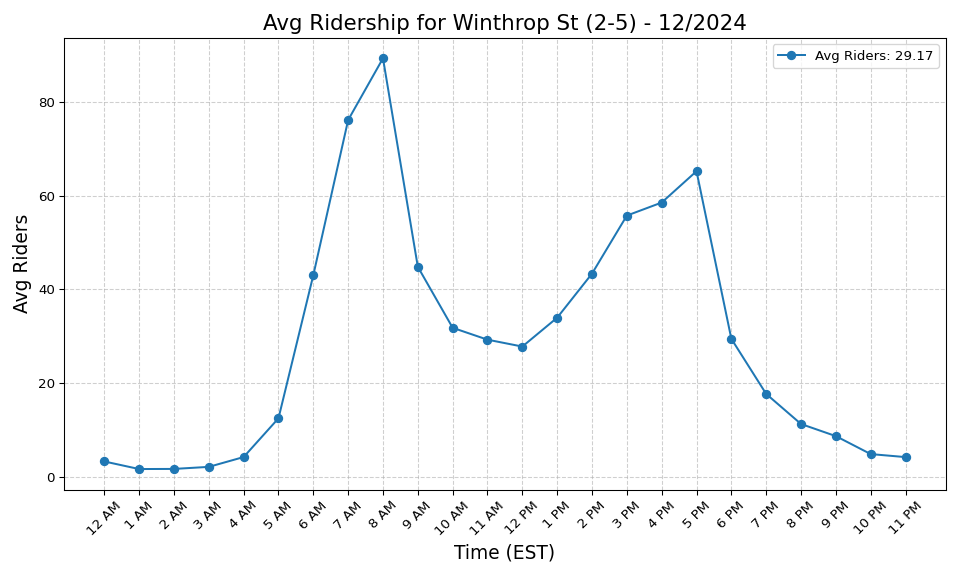 Avg Ridership for Winthrop St (2-5) - 12/2024
Avg Riders: 29.17
Avg Riders
80
60
40
20
0
12 AM
1 AM
2 AM
3 AM
4 AM
5 AM
6 AM
7 AM
8 AM
9 AM
10 AM
11 AM
12 PM
1 PM
2 PM
3 PM
4 PM
5 PM
6 PM
7 PM
8 PM
9 PM
10 PM
11 PM
Time (EST)